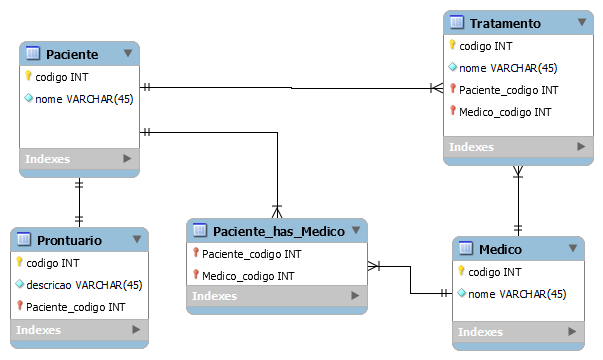 Paciente
codigo INT
nome VARCHAR(45)
Indexes
Tratamento
codigo INT
nome VARCHAR(45)
Paciente_codigo INT
Medico_codigo INT
Indexes
Prontuario
codigo INT
descricao VARCHAR(45)
Paciente_codigo INT
Indexes
Paciente_has_Medico
Paciente_codigo INT
Medico_codigo INT
Indexes
Medico
codigo INT
nome VARCHAR(45)
Indexes